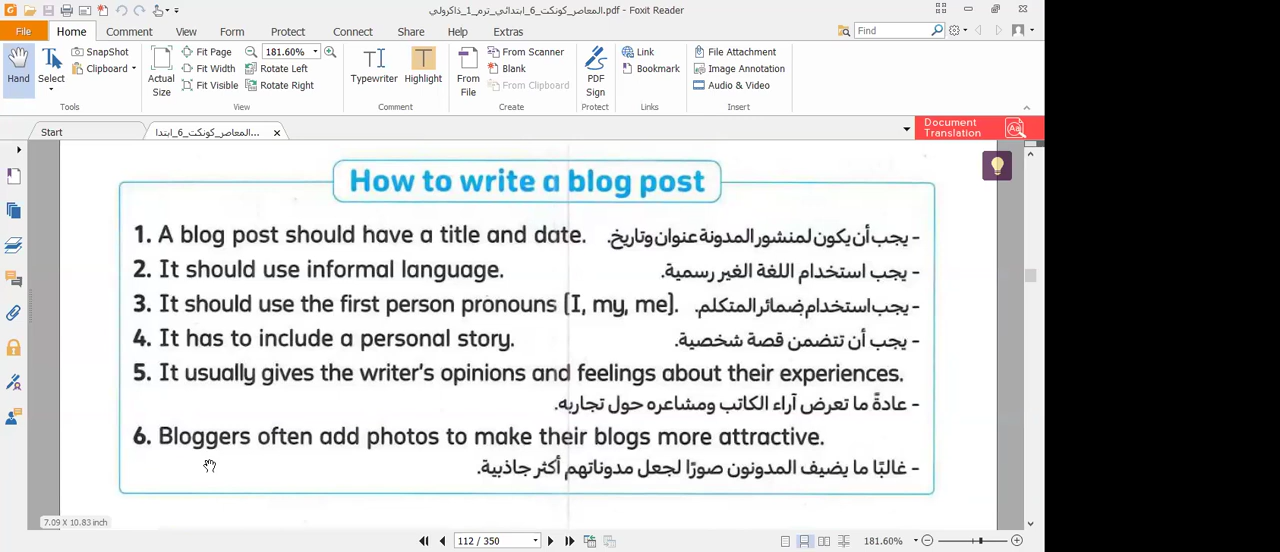 المعاصر_كونكت_6_ابتدائي_ترم_1_ذاكرولي.pdf - Foxit Reader
File Home Comment View Form Protect Connect Share Help Extras
Find
Hand
Select
SnapShot
Clipboard
Tools
Actual Size
Fit Page
Fit Width
Fit Visible
181.60%
Rotate Left
Rotate Right
View
Typewriter
Highlight
Comment
From File
From Scanner
Blank
From Clipboard
Create
PDF Sign
Protect
Link
Bookmark
Links
File Attachment
Image Annotation
Audio & Video
Insert
Start
المعاصر_كونكت_6_ابتدا...
Document Translation
How to write a blog post
1. A blog post should have a title and date. - يجب أن يكون لمنشور المدونة عنوان وتاريخ.
2. It should use informal language. - يجب استخدام اللغة الغير رسمية.
3. It should use the first person pronouns (I, my, me). - يجب استخدام ضمائر المتكلم.
4. It has to include a personal story. - يجب أن تتضمن قصة شخصية.
5. It usually gives the writer's opinions and feelings about their experiences.
- عادةً ما تعرض آراء الكاتب ومشاعره حول تجاربه.
6. Bloggers often add photos to make their blogs more attractive.
- غالبًا ما يضيف المدونون صورًا لجعل مدوناتهم أكثر جاذبية.
7.09 X 10.83 inch
112 / 350
181.60%